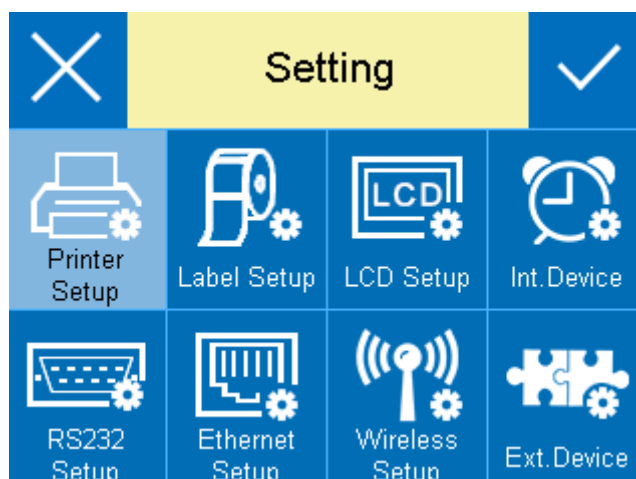 Setting
LCD
Printer
Setup
Label Setup
LCD Setup
Int.Device
RS232
Setup
Ethernet
Setup
Wireless
Setup
Ext.Device